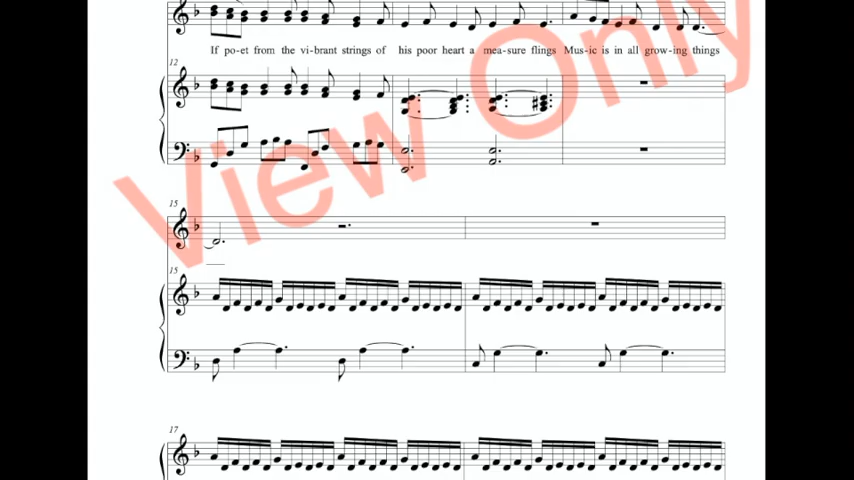 If po-et from the vi-brant strings of his poor heart a mea-sure flings Mus-ic is in all grow-ing things
12
View Only
15
15
17